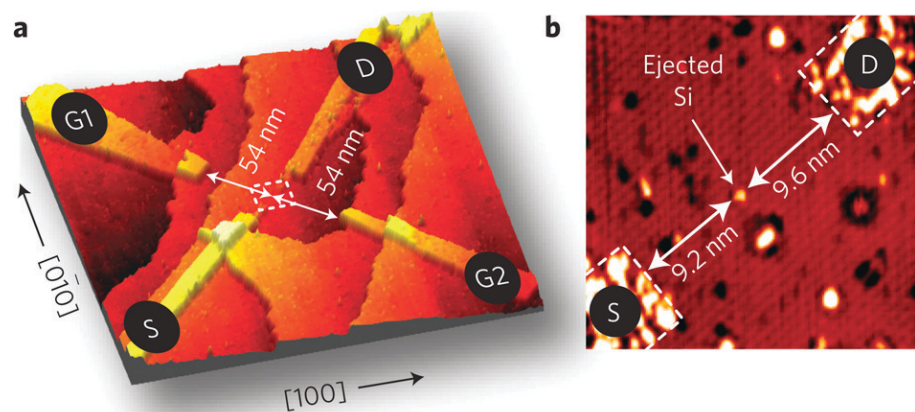 a
G1
D
54 nm
54 nm
S
G2
[01̄0]
[100]
b
Ejected
Si
D
9.6 nm
9.2 nm
S